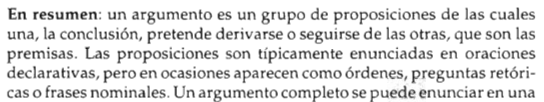 En resumen: un argumento es un grupo de proposiciones de las cuales
una, la conclusión, pretende derivarse o seguirse de las otras, que son las
premisas. Las proposiciones son típicamente enunciadas en oraciones
declarativas, pero en ocasiones aparecen como órdenes, preguntas retóri-
cas o frases nominales. Un argumento completo se puede enunciar en una